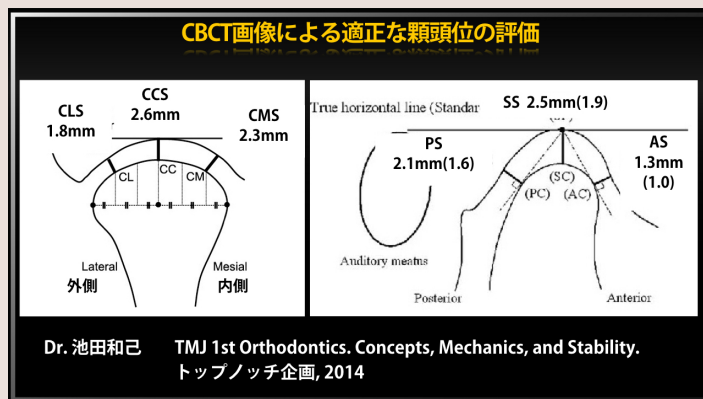 CBCT画像による適正な顆頭位の評価
CCS
2.6mm
CLS
1.8mm
CMS
2.3mm
CL
CC
CM
Lateral
外側
Mesial
内側
True horizontal line (Standar
SS 2.5mm(1.9)
PS
2.1mm(1.6)
AS
1.3mm
(1.0)
(SC)
(PC)
(AC)
Auditory meatus
Posterior
Anterior
Dr. 池田和己 TMJ 1st Orthodontics. Concepts, Mechanics, and Stability.
トップノッチ企画, 2014